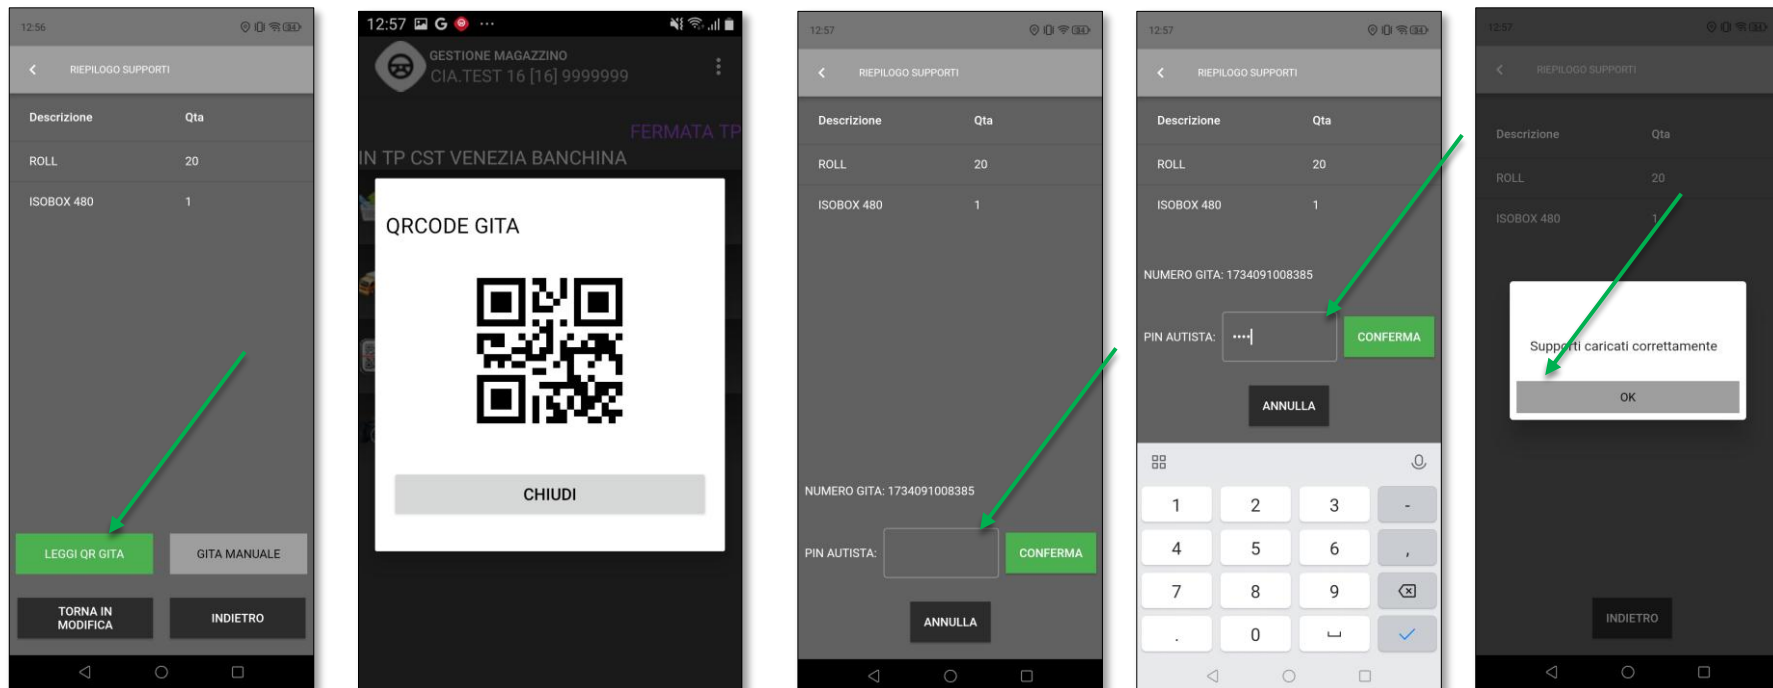 12:56
RIEPILOGO SUPPORTI
Descrizione Qta
ROLL 20
ISOBOX 480 1
LEGGI QR GITA GITA MANUALE
TORNA IN
MODIFICA
INDIETRO
12:57 G
GESTIONE MAGAZZINO
CIA.TEST 16 [16] 9999999
FERMATA TP
IN TP CST VENEZIA BANCHINA
QRCODE GITA
CHIUDI
12:57
RIEPILOGO SUPPORTI
Descrizione Qta
ROLL 20
ISOBOX 480 1
NUMERO GITA: 1734091008385
PIN AUTISTA: CONFERMA
ANNULLA
12:57
RIEPILOGO SUPPORTI
Descrizione Qta
ROLL 20
ISOBOX 480 1
NUMERO GITA: 1734091008385
PIN AUTISTA: •••• CONFERMA
ANNULLA
1 2 3 -
4 5 6 ,
7 8 9
. 0
12:57
RIEPILOGO SUPPORTI
Descrizione Qta
ROLL 20
ISOBOX 480 1
Supporti caricati correttamente
OK
INDIETRO